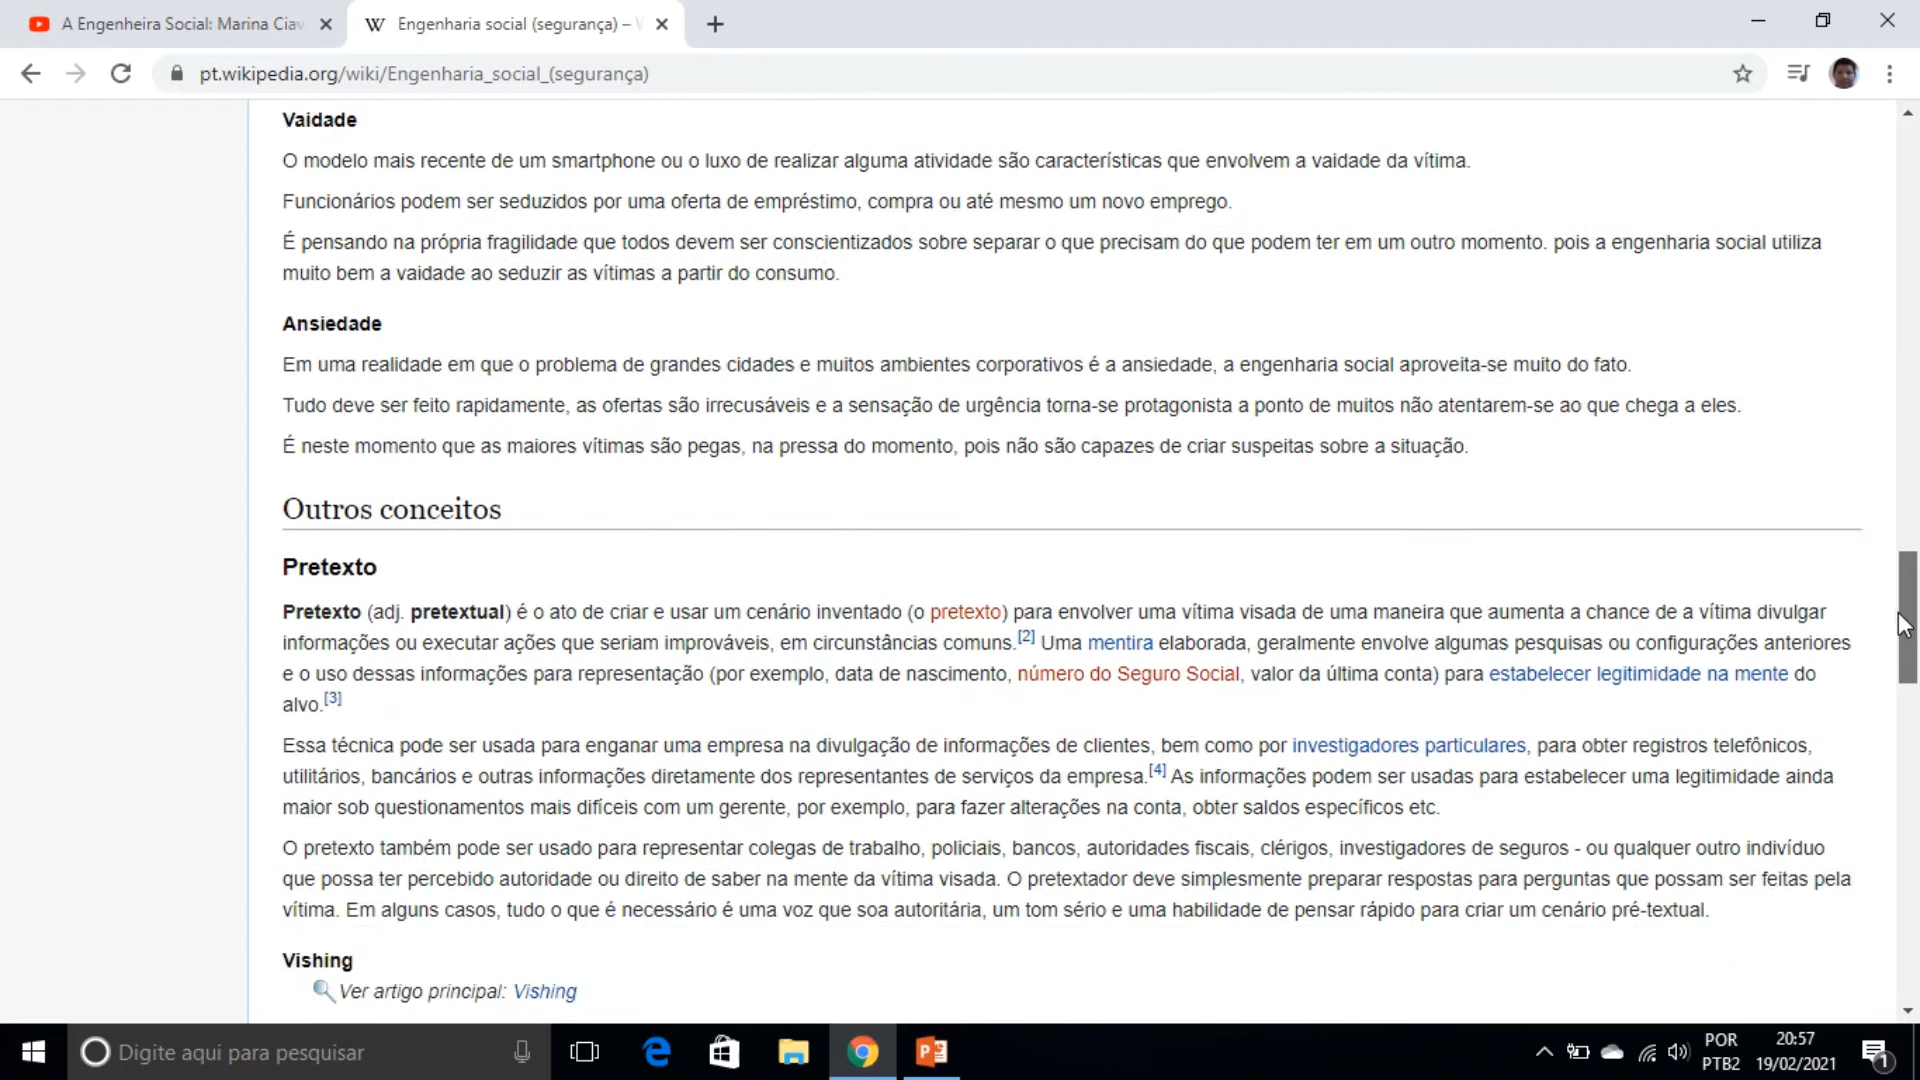 A Engenheira Social: Marina Ciav
Engenharia social (segurança) –
pt.wikipedia.org/wiki/Engenharia_social_(segurança)
Vaidade
O modelo mais recente de um smartphone ou o luxo de realizar alguma atividade são características que envolvem a vaidade da vítima.
Funcionários podem ser seduzidos por uma oferta de empréstimo, compra ou até mesmo um novo emprego.
É pensando na própria fragilidade que todos devem ser conscientizados sobre separar o que precisam do que podem ter em um outro momento. pois a engenharia social utiliza
muito bem a vaidade ao seduzir as vítimas a partir do consumo.
Ansiedade
Em uma realidade em que o problema de grandes cidades e muitos ambientes corporativos é a ansiedade, a engenharia social aproveita-se muito do fato.
Tudo deve ser feito rapidamente, as ofertas são irrecusáveis e a sensação de urgência torna-se protagonista a ponto de muitos não atentarem-se ao que chega a eles.
É neste momento que as maiores vítimas são pegas, na pressa do momento, pois não são capazes de criar suspeitas sobre a situação.
Outros conceitos
Pretexto
Pretexto (adj. pretextual) é o ato de criar e usar um cenário inventado (o pretexto) para envolver uma vítima visada de uma maneira que aumenta a chance de a vítima divulgar
informações ou executar ações que seriam improváveis, em circunstâncias comuns.[2] Uma mentira elaborada, geralmente envolve algumas pesquisas ou configurações anteriores
e o uso dessas informações para representação (por exemplo, data de nascimento, número do Seguro Social, valor da última conta) para estabelecer legitimidade na mente do
alvo.[3]
Essa técnica pode ser usada para enganar uma empresa na divulgação de informações de clientes, bem como por investigadores particulares, para obter registros telefônicos,
utilitários, bancários e outras informações diretamente dos representantes de serviços da empresa.[4] As informações podem ser usadas para estabelecer uma legitimidade ainda
maior sob questionamentos mais difíceis com um gerente, por exemplo, para fazer alterações na conta, obter saldos específicos etc.
O pretexto também pode ser usado para representar colegas de trabalho, policiais, bancos, autoridades fiscais, clérigos, investigadores de seguros - ou qualquer outro indivíduo
que possa ter percebido autoridade ou direito de saber na mente da vítima visada. O pretextador deve simplesmente preparar respostas para perguntas que possam ser feitas pela
vítima. Em alguns casos, tudo o que é necessário é uma voz que soa autoritária, um tom sério e uma habilidade de pensar rápido para criar um cenário pré-textual.
Vishing
Ver artigo principal: Vishing
Digite aqui para pesquisar
POR
PTB2
20:57
19/02/2021
1